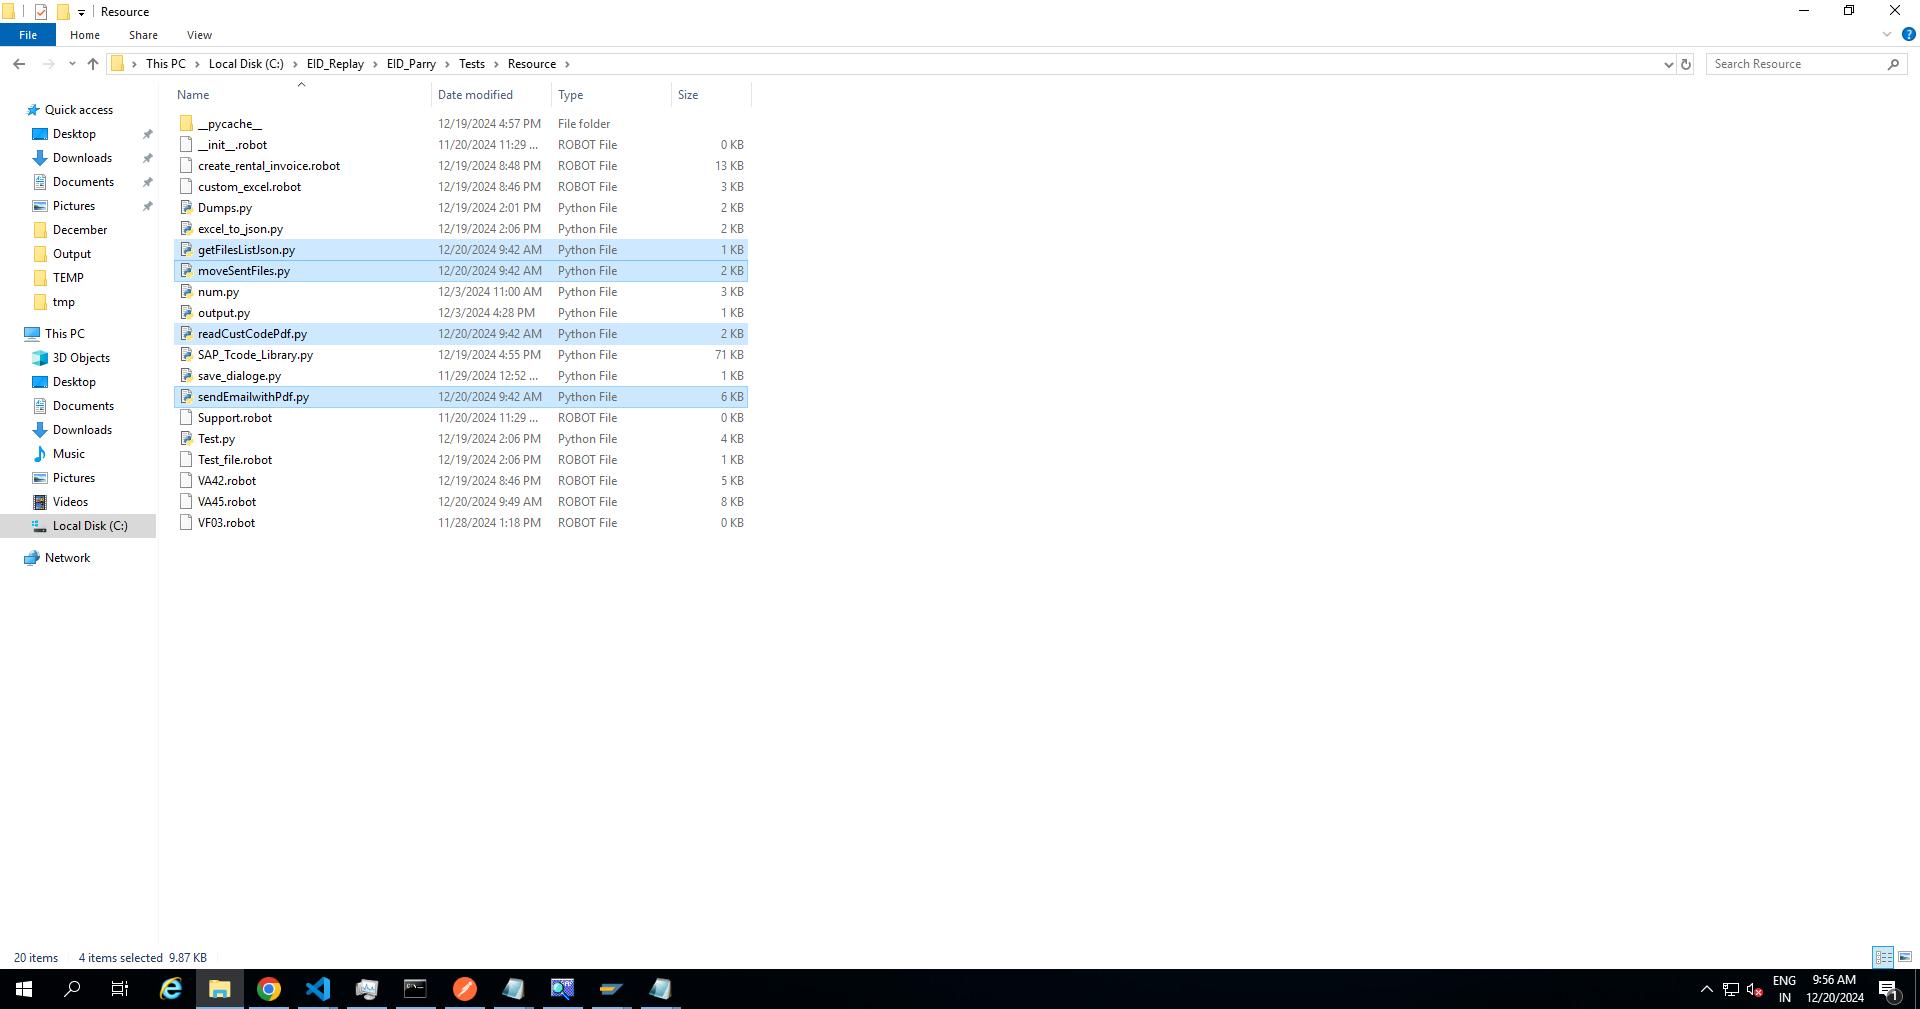 Resource
File Home Share View
This PC Local Disk (C:) EID_Replay EID_Parry Tests Resource
Search Resource
Name Date modified Type Size
Quick access
Desktop
Downloads
Documents
Pictures
December
Output
TEMP
tmp
This PC
3D Objects
Desktop
Documents
Downloads
Music
Pictures
Videos
Local Disk (C:)
Network
__pycache__ 12/19/2024 4:57 PM File folder
__init__.robot 11/20/2024 11:29 ... ROBOT File 0 KB
create_rental_invoice.robot 12/19/2024 8:48 PM ROBOT File 13 KB
custom_excel.robot 12/19/2024 8:46 PM ROBOT File 3 KB
Dumps.py 12/19/2024 2:01 PM Python File 2 KB
excel_to_json.py 12/19/2024 2:06 PM Python File 2 KB
getFilesListJson.py 12/20/2024 9:42 AM Python File 1 KB
moveSentFiles.py 12/20/2024 9:42 AM Python File 2 KB
num.py 12/3/2024 11:00 AM Python File 3 KB
output.py 12/3/2024 4:28 PM Python File 1 KB
readCustCodePdf.py 12/20/2024 9:42 AM Python File 2 KB
SAP_Tcode_Library.py 12/19/2024 4:55 PM Python File 71 KB
save_dialoge.py 11/29/2024 12:52 ... Python File 1 KB
sendEmailwithPdf.py 12/20/2024 9:42 AM Python File 6 KB
Support.robot 11/20/2024 11:29 ... ROBOT File 0 KB
Test.py 12/19/2024 2:06 PM Python File 4 KB
Test_file.robot 12/19/2024 2:06 PM ROBOT File 1 KB
VA42.robot 12/19/2024 8:46 PM ROBOT File 5 KB
VA45.robot 12/20/2024 9:49 AM ROBOT File 8 KB
VF03.robot 11/28/2024 1:18 PM ROBOT File 0 KB
20 items 4 items selected 9.87 KB
ENG 9:56 AM
IN 12/20/2024
1